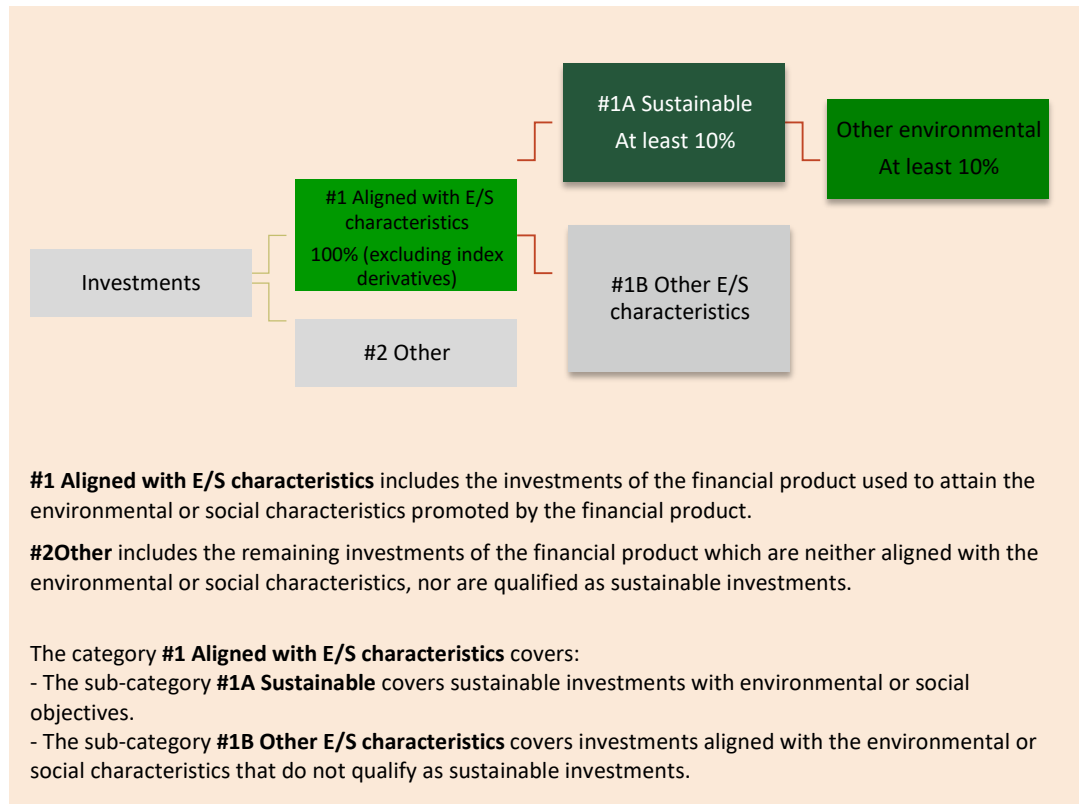 #1A Sustainable
At least 10%
Other environmental
At least 10%
#1 Aligned with E/S
characteristics
100% (excluding index
derivatives)
Investments
#1B Other E/S
characteristics
#2 Other
#1 Aligned with E/S characteristics includes the investments of the financial product used to attain the
environmental or social characteristics promoted by the financial product.
#2Other includes the remaining investments of the financial product which are neither aligned with the
environmental or social characteristics, nor are qualified as sustainable investments.
The category #1 Aligned with E/S characteristics covers:
- The sub-category #1A Sustainable covers sustainable investments with environmental or social
objectives.
- The sub-category #1B Other E/S characteristics covers investments aligned with the environmental or
social characteristics that do not qualify as sustainable investments.